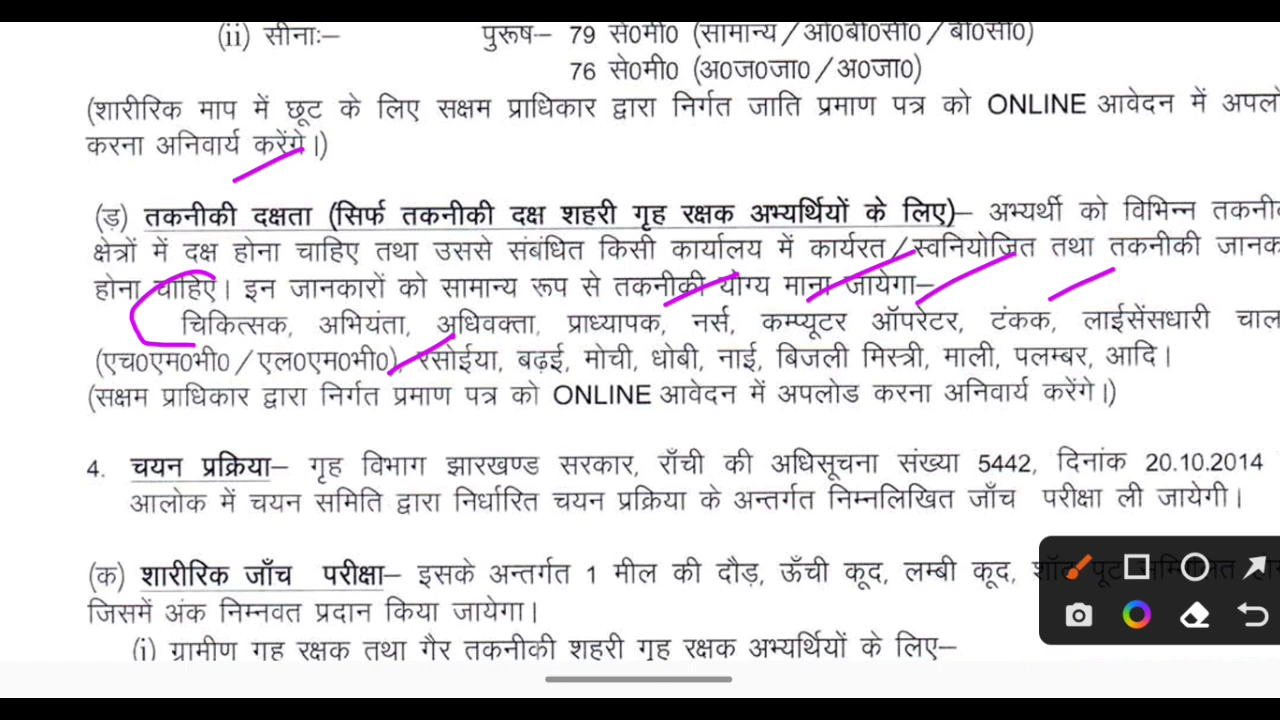 (ii) सीनाः– पुरूष– 79 से0मी0 (सामान्य/ओ0बी0सी0/बी0सी0)
76 से0मी0 (अ0ज0जा0/अ0जा0)
(शारीरिक माप में छूट के लिए सक्षम प्राधिकार द्वारा निर्गत जाति प्रमाण पत्र को ONLINE आवेदन में अपलो
करना अनिवार्य करेंगे।)
(ड़) तकनीकी दक्षता (सिर्फ तकनीकी दक्ष शहरी गृह रक्षक अभ्यर्थियों के लिए)– अभ्यर्थी को विभिन्न तकनी
क्षेत्रों में दक्ष होना चाहिए तथा उससे संबंधित किसी कार्यालय में कार्यरत/स्वनियोजित तथा तकनीकी जानक
होना चाहिए। इन जानकारों को सामान्य रूप से तकनीकी योग्य माना जायेगा–
चिकित्सक, अभियंता, अधिवक्ता, प्राध्यापक, नर्स, कम्प्यूटर ऑपरेटर, टंकक, लाईसेंसधारी चाल
(एच0एम0भी0/एल0एम0भी0), रसोईया, बढ़ई, मोची, धोबी, नाई, बिजली मिस्त्री, माली, पलम्बर, आदि।
(सक्षम प्राधिकार द्वारा निर्गत प्रमाण पत्र को ONLINE आवेदन में अपलोड करना अनिवार्य करेंगे।)
4. चयन प्रक्रिया– गृह विभाग झारखण्ड सरकार, राँची की अधिसूचना संख्या 5442, दिनांक 20.10.2014
आलोक में चयन समिति द्वारा निर्धारित चयन प्रक्रिया के अन्तर्गत निम्नलिखित जाँच परीक्षा ली जायेगी।
(क) शारीरिक जाँच परीक्षा– इसके अन्तर्गत 1 मील की दौड़, ऊँची कूद, लम्बी कूद, शॉट पूट सम्मिलित
जिसमें अंक निम्नवत प्रदान किया जायेगा।
(i) ग्रामीण गृह रक्षक तथा गैर तकनीकी शहरी गृह रक्षक अभ्यर्थियों के लिए–